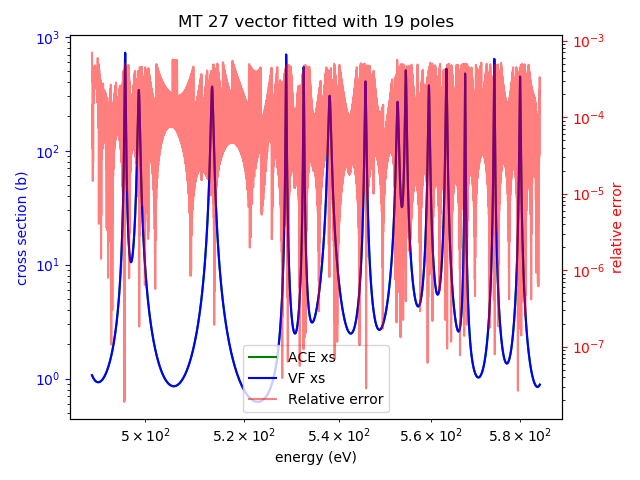 MT 27 vector fitted with 19 poles
cross section (b)
10³
10²
10¹
10⁰
10⁻³
10⁻⁴
10⁻⁵
10⁻⁶
10⁻⁷
relative error
ACE xs
VF xs
Relative error
5 × 10² 5.2 × 10² 5.4 × 10² 5.6 × 10² 5.8 × 10²
energy (eV)